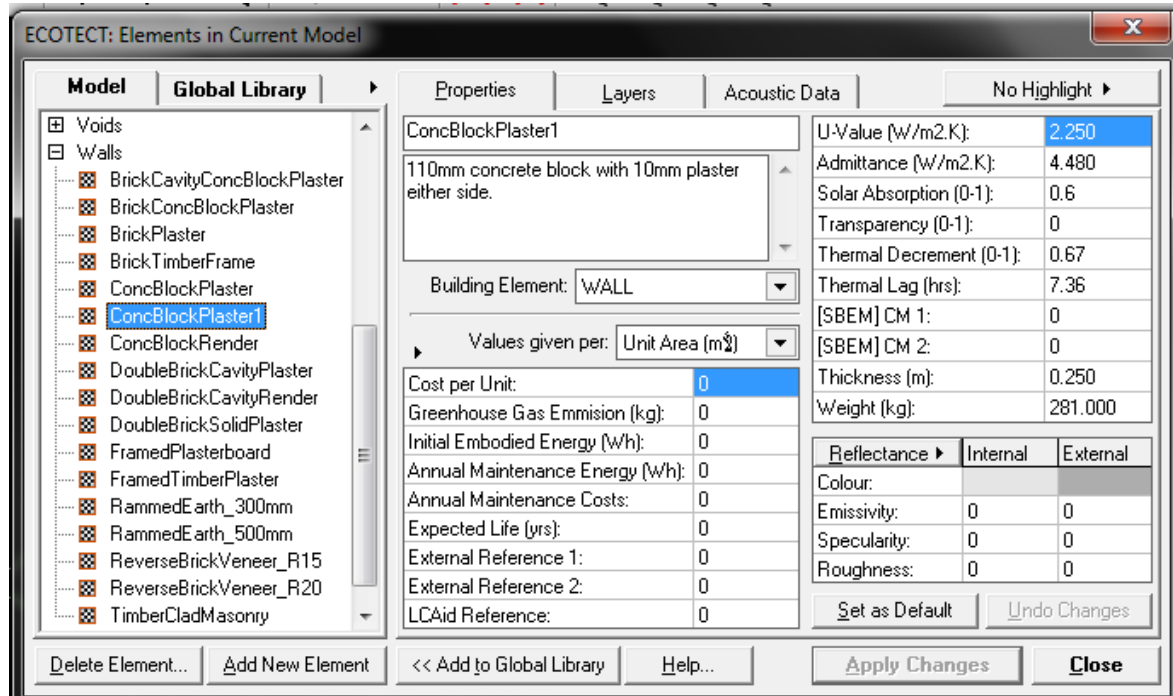 ECOTECT: Elements in Current Model
x
Model Global Library
Voids
Walls
BrickCavityConcBlockPlaster
BrickConcBlockPlaster
BrickPlaster
BrickTimberFrame
ConcBlockPlaster
ConcBlockPlaster1
ConcBlockRender
DoubleBrickCavityPlaster
DoubleBrickCavityRender
DoubleBrickSolidPlaster
FramedPlasterboard
FramedTimberPlaster
RammedEarth_300mm
RammedEarth_500mm
ReverseBrickVeneer_R15
ReverseBrickVeneer_R20
TimberCladMasonry
Delete Element... Add New Element
Properties Layers Acoustic Data No Highlight
ConcBlockPlaster1
110mm concrete block with 10mm plaster
either side.
Building Element: WALL
Values given per: Unit Area (m²)
Cost per Unit: 0
Greenhouse Gas Emmision (kg): 0
Initial Embodied Energy (Wh): 0
Annual Maintenance Energy (Wh): 0
Annual Maintenance Costs: 0
Expected Life (yrs): 0
External Reference 1: 0
External Reference 2: 0
LCAid Reference: 0
U-Value (W/m2.K): 2.250
Admittance (W/m2.K): 4.480
Solar Absorption (0-1): 0.6
Transparency (0-1): 0
Thermal Decrement (0-1): 0.67
Thermal Lag (hrs): 7.36
[SBEM] CM 1: 0
[SBEM] CM 2: 0
Thickness (m): 0.250
Weight (kg): 281.000
Reflectance Internal External
Colour:
Emissivity: 0 0
Specularity: 0 0
Roughness: 0 0
Set as Default Undo Changes
<< Add to Global Library Help... Apply Changes Close